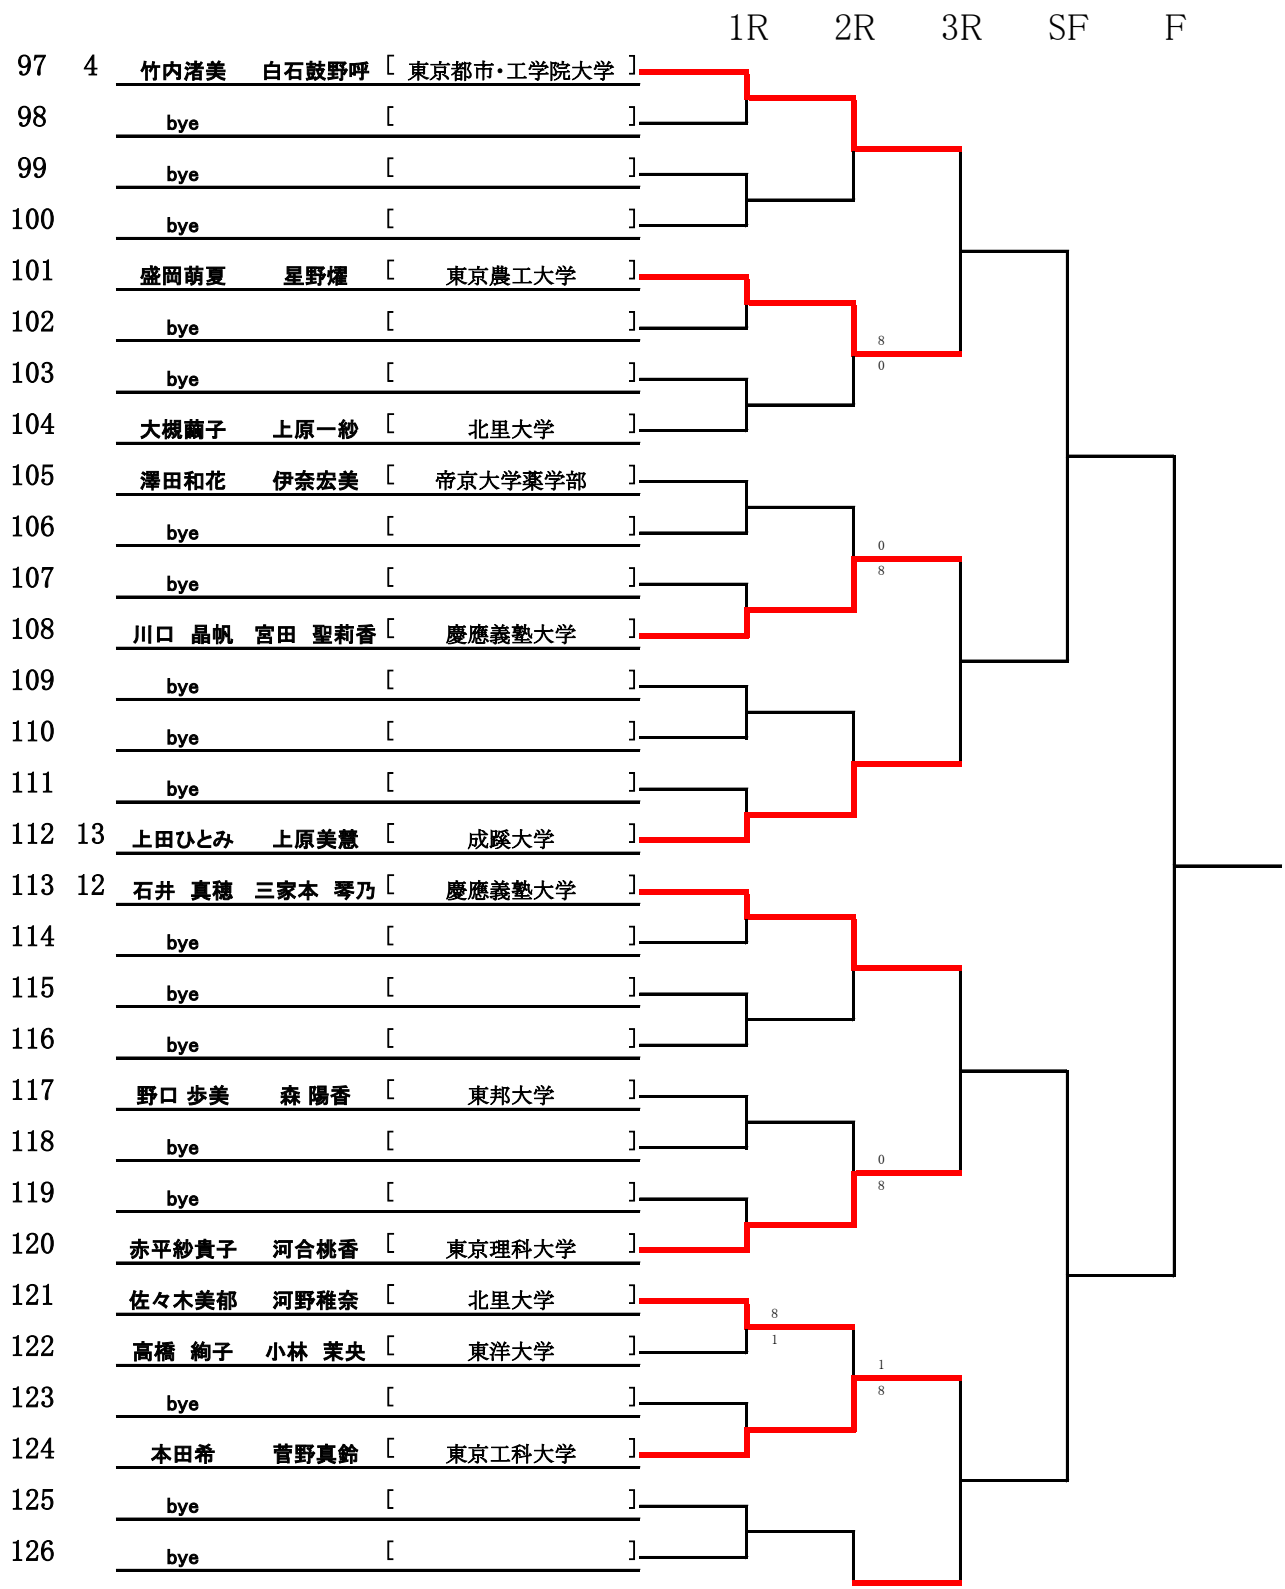 1R 2R 3R SF F
97 4 竹内渚美 白石鼓野呼 [ 東京都市・工学院大学 ]
98 bye [ ]
99 bye [ ]
100 bye [ ]
101 盛岡萌夏 星野燿 [ 東京農工大学 ]
102 bye [ ]
8
103 bye [ ]
0
104 大槻繭子 上原一紗 [ 北里大学 ]
105 澤田和花 伊奈宏美 [ 帝京大学薬学部 ]
106 bye [ ]
0
107 bye [ ]
8
108 川口 晶帆 宮田 聖莉香 [ 慶應義塾大学 ]
109 bye [ ]
110 bye [ ]
111 bye [ ]
112 13 上田ひとみ 上原美慧 [ 成蹊大学 ]
113 12 石井 真穂 三家本 琴乃 [ 慶應義塾大学 ]
114 bye [ ]
115 bye [ ]
116 bye [ ]
117 野口 歩美 森 陽香 [ 東邦大学 ]
118 bye [ ]
0
119 bye [ ]
8
120 赤平紗貴子 河合桃香 [ 東京理科大学 ]
121 佐々木美郁 河野稚奈 [ 北里大学 ]
8
122 高橋 絢子 小林 茉央 [ 東洋大学 ]
1
1
123 bye [ ]
8
124 本田希 菅野真鈴 [ 東京工科大学 ]
125 bye [ ]
126 bye [ ]